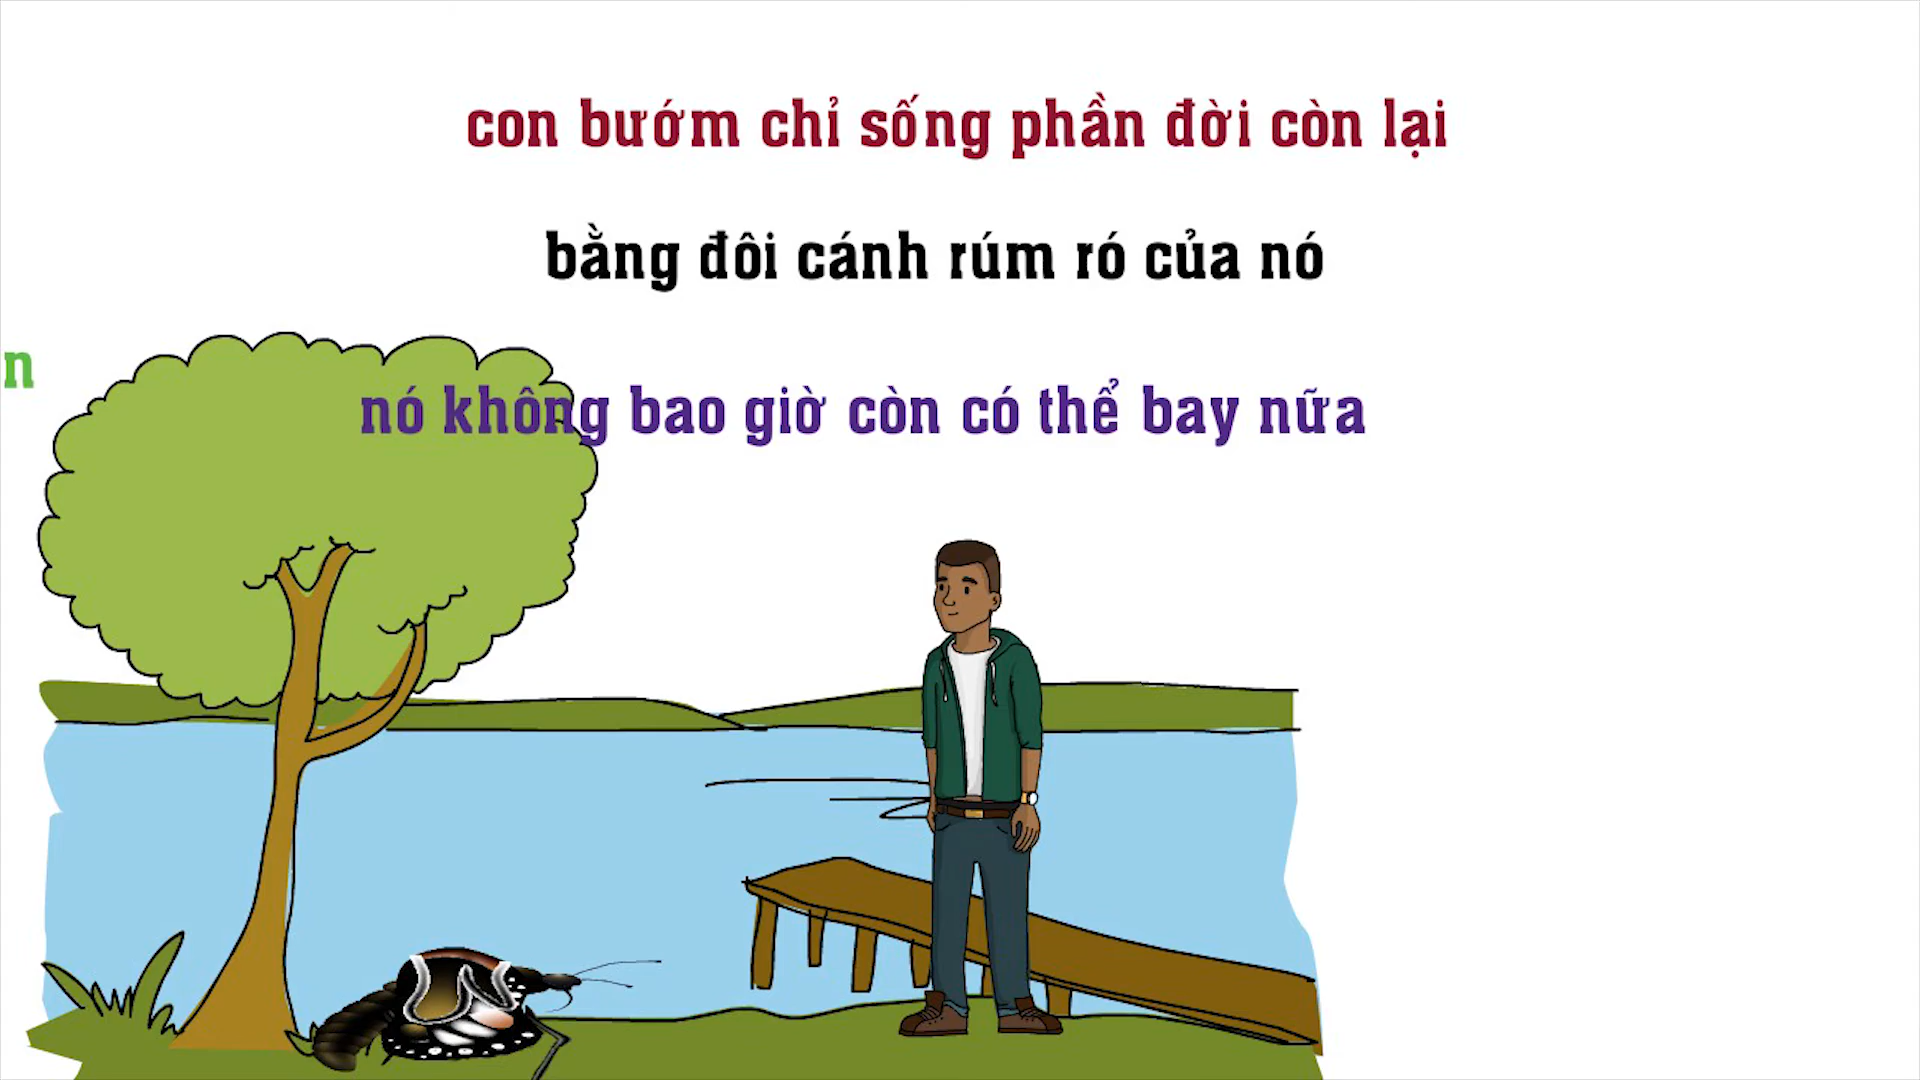 con bướm chỉ sống phần đời còn lại
bằng đôi cánh rúm ró của nó
n
nó không bao giờ còn có thể bay nữa